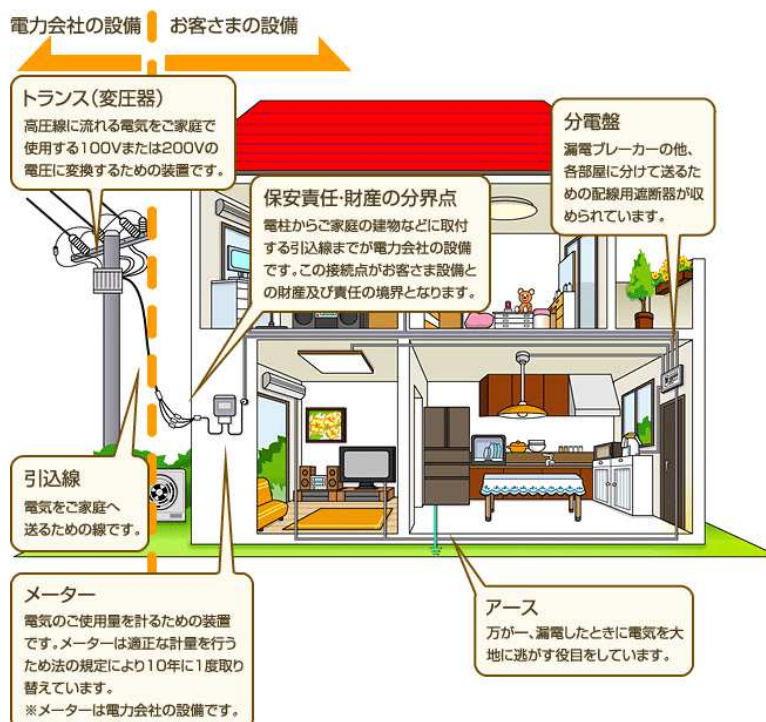 電力会社の設備
お客さまの設備
トランス(変圧器)
高圧線に流れる電気をご家庭で
使用する100Vまたは200Vの
電圧に変換するための装置です。
分電盤
漏電ブレーカーの他、
各部屋に分けて送るた
めの配線用遮断器が収
められています。
保安責任・財産の分界点
電柱からご家庭の建物などに取付
する引込線までが電力会社の設備
です。この接続点がお客さま設備と
の財産及び責任の境界となります。
引込線
電気をご家庭へ
送るための線です。
メーター
電気のご使用量を計るための装置
です。メーターは適正な計量を行う
ため法の規定により10年に1度取り
替えています。
※メーターは電力会社の設備です。
アース
万が一、漏電したときに電気を大
地に逃がす役目をしています。